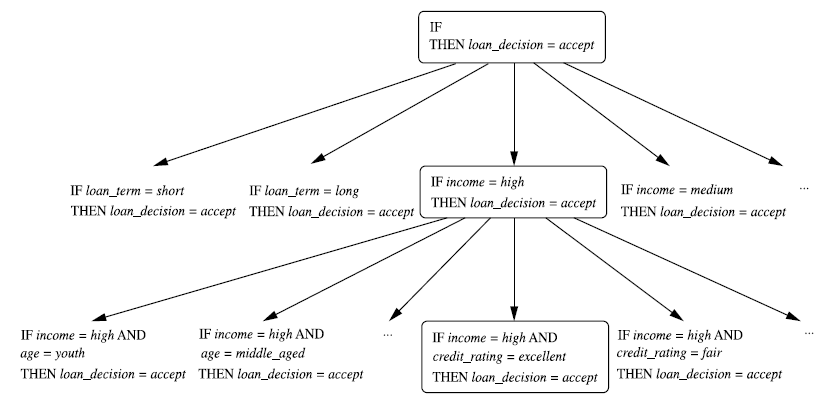 IF
THEN loan_decision = accept
IF loan_term = short
THEN loan_decision = accept
IF loan_term = long
THEN loan_decision = accept
IF income = high
THEN loan_decision = accept
IF income = medium
THEN loan_decision = accept
...
IF income = high AND
age = youth
THEN loan_decision = accept
IF income = high AND
age = middle_aged
THEN loan_decision = accept
...
IF income = high AND
credit_rating = excellent
THEN loan_decision = accept
IF income = high AND
credit_rating = fair
THEN loan_decision = accept
...